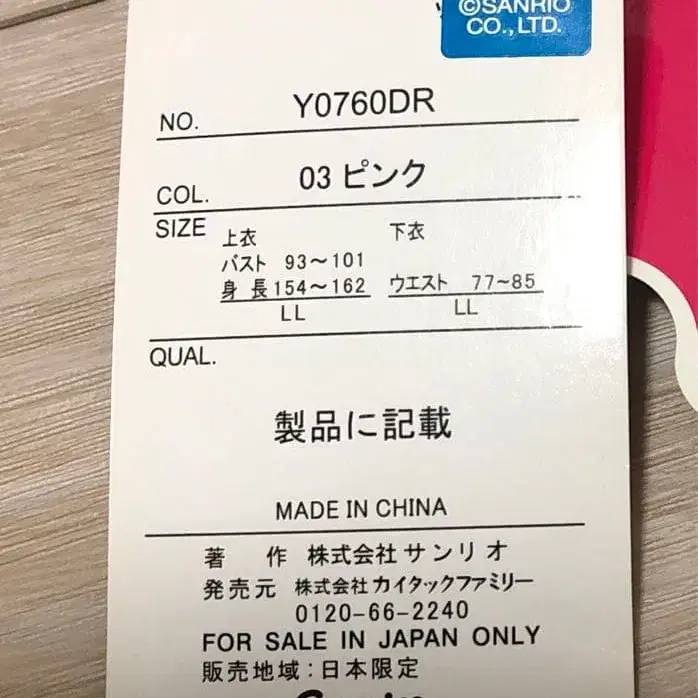 ©SANRIO
CO., LTD.
NO. Y0760DR
COL. 03 ピンク
SIZE 上衣 下衣
バスト 93〜101
身長 154〜162 ウエスト 77〜85
LL LL
QUAL.
製品に記載
MADE IN CHINA
著 作 株式会社サンリオ
発売元 株式会社カイタックファミリー
0120-66-2240
FOR SALE IN JAPAN ONLY
販売地域：日本限定